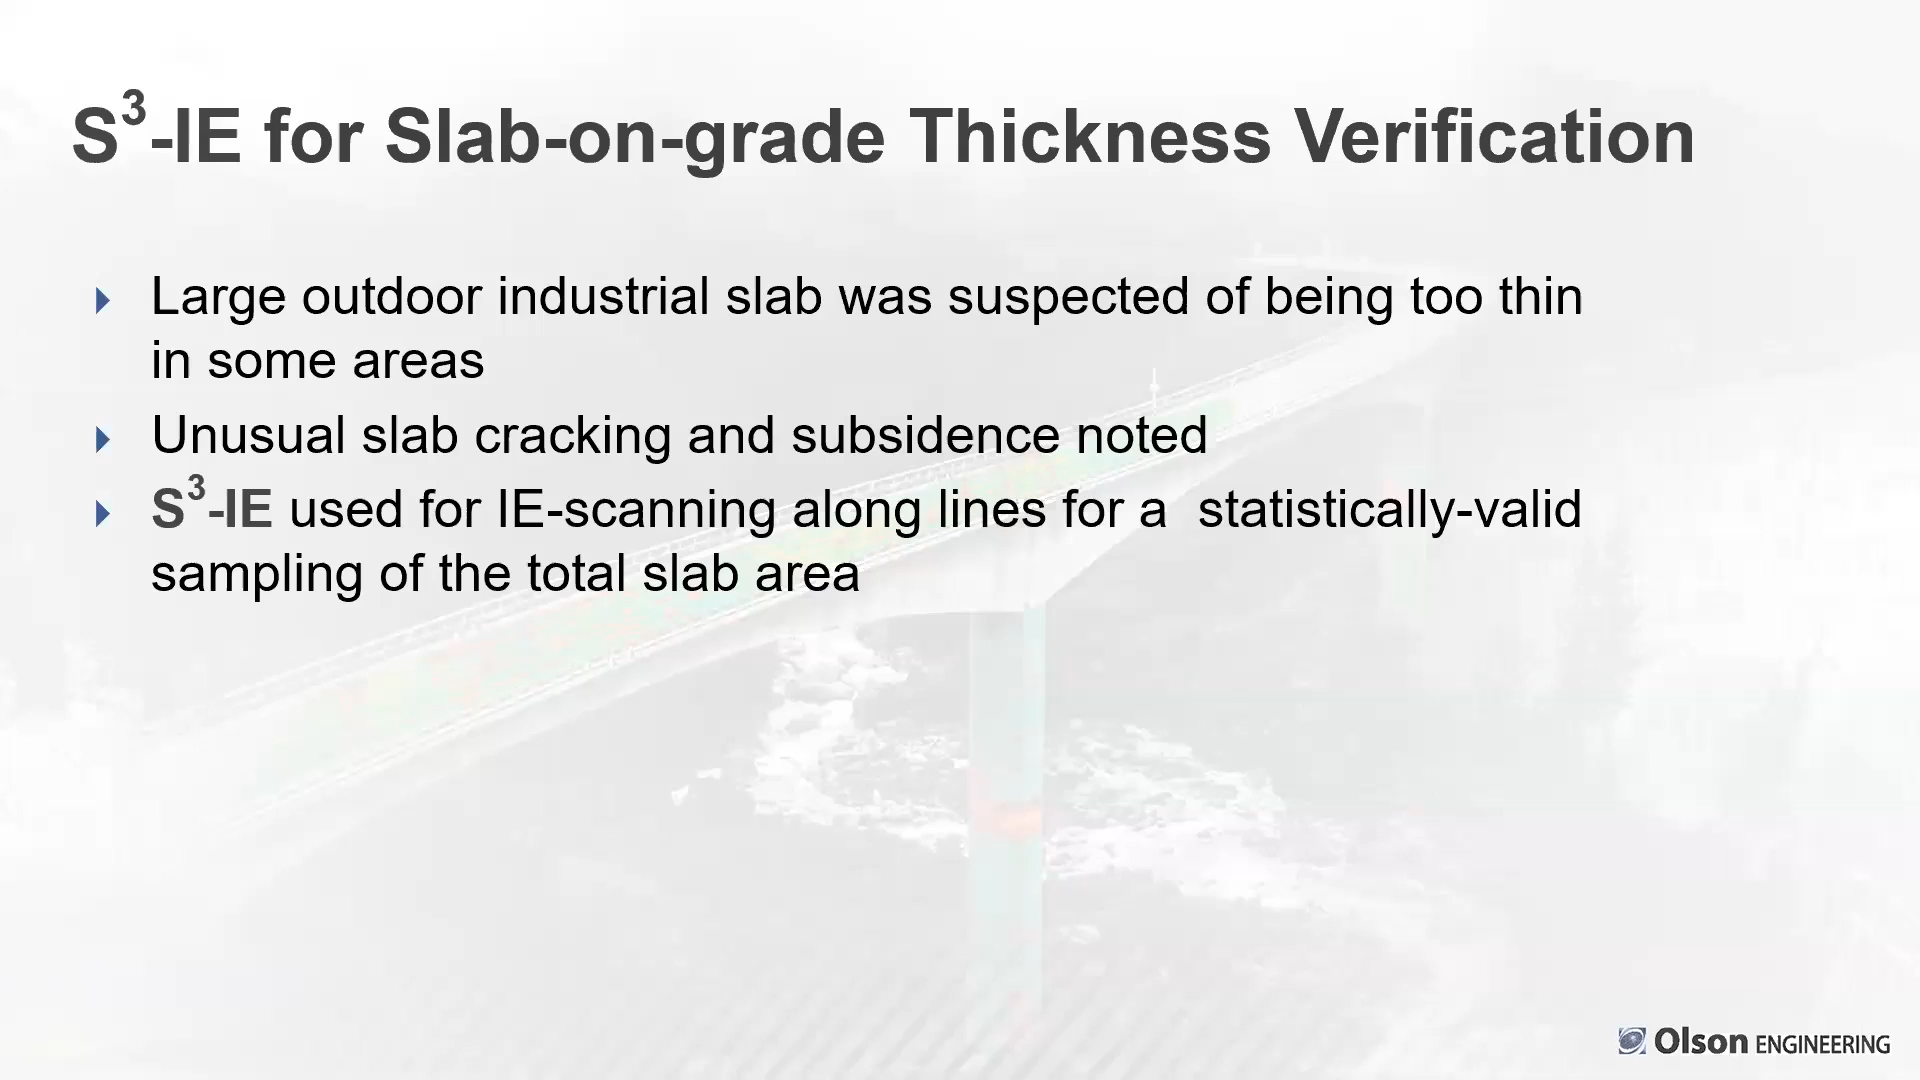 S³-IE for Slab-on-grade Thickness Verification
Large outdoor industrial slab was suspected of being too thin
in some areas
Unusual slab cracking and subsidence noted
S³-IE used for IE-scanning along lines for a  statistically-valid
sampling of the total slab area
Olson ENGINEERING